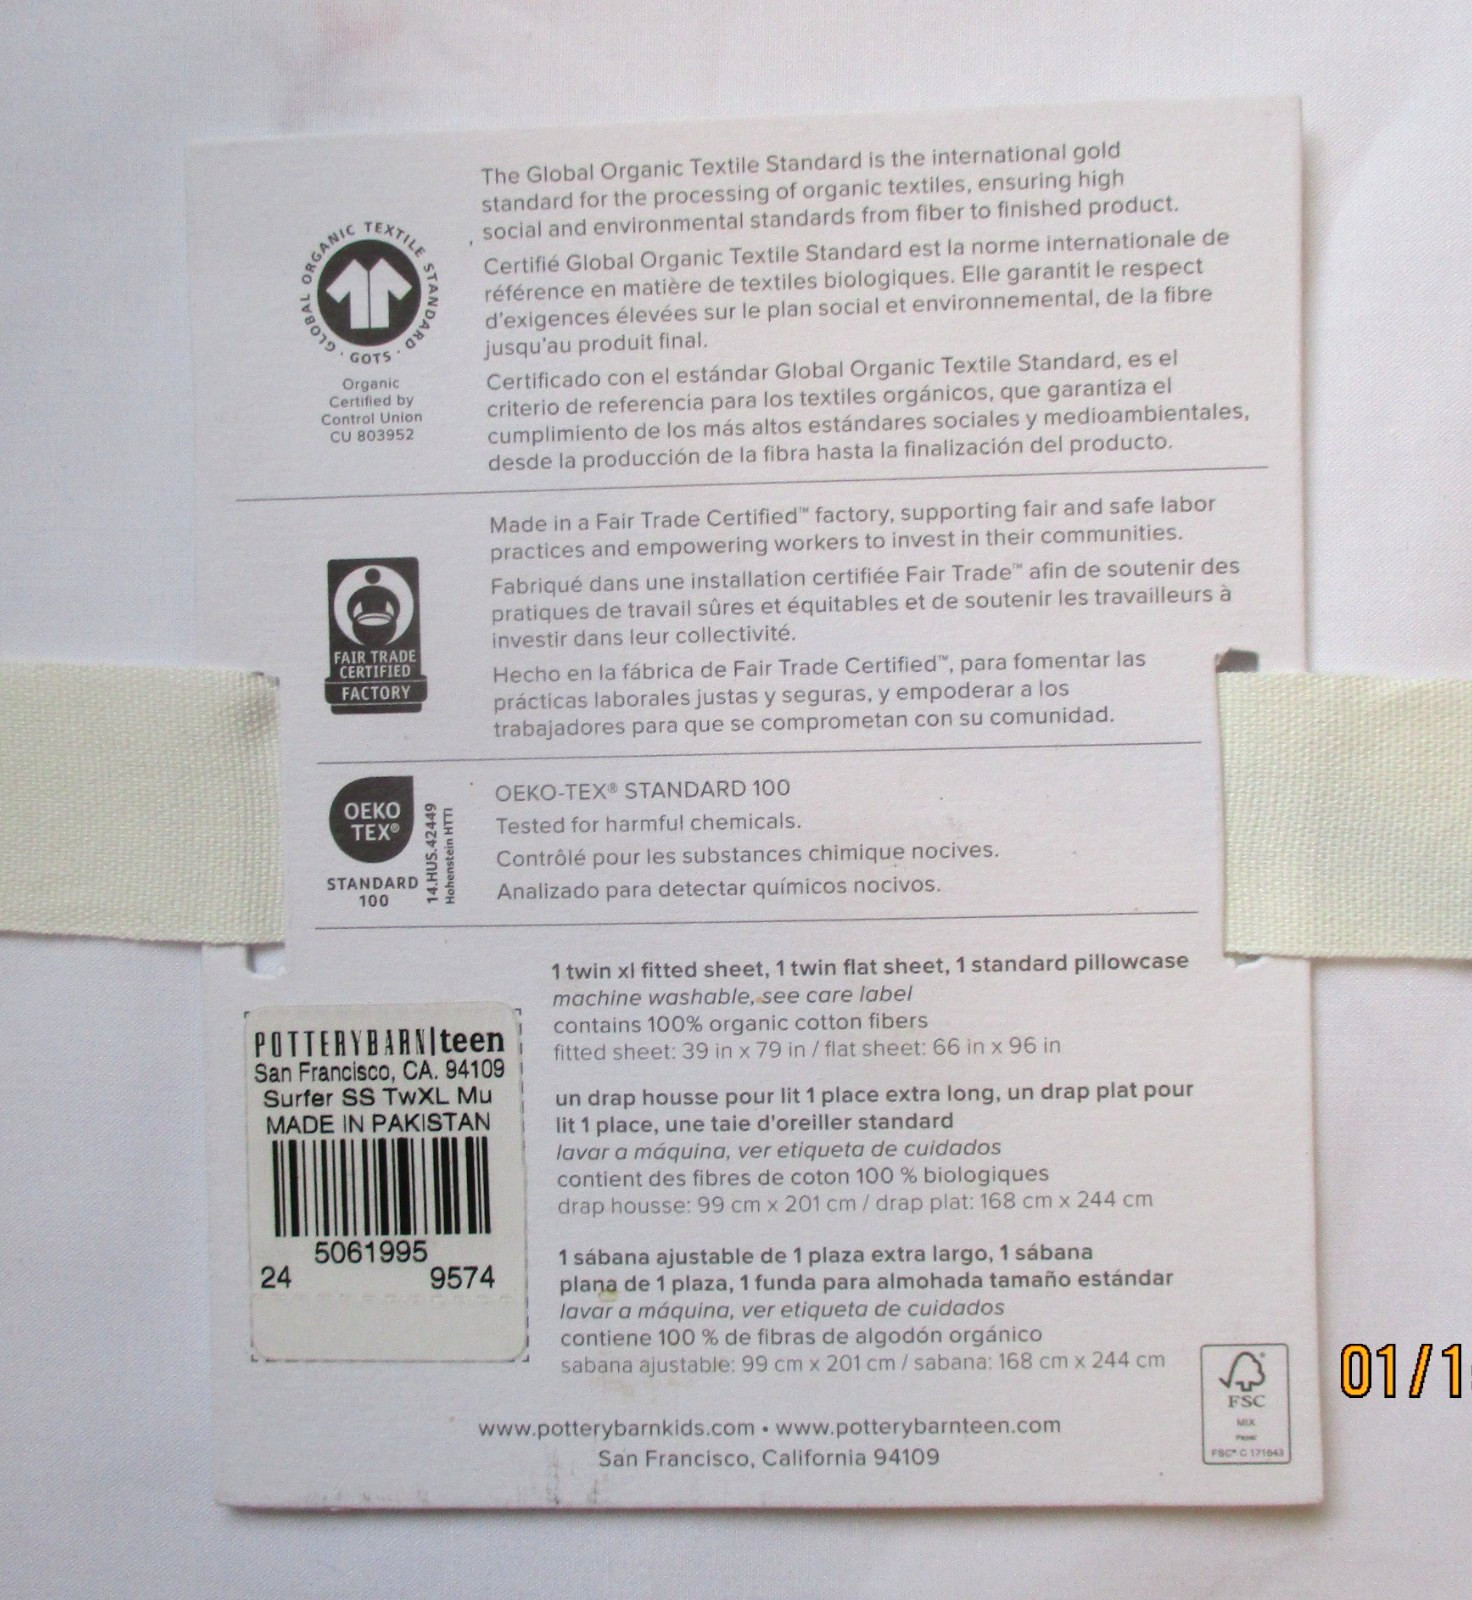 The Global Organic Textile Standard is the international gold
standard for the processing of organic textiles, ensuring high
social and environmental standards from fiber to finished product.
Certifié Global Organic Textile Standard est la norme internationale de
référence en matière de textiles biologiques. Elle garantit le respect
d'exigences élevées sur le plan social et environnemental, de la fibre
jusqu'au produit final.
Certificado con el estándar Global Organic Textile Standard, es el
criterio de referencia para los textiles orgánicos, que garantiza el
cumplimiento de los más altos estándares sociales y medioambientales,
desde la producción de la fibra hasta la finalización del producto.
GLOBAL ORGANIC TEXTILE STANDARD · GOTS ·
Organic
Certified by
Control Union
CU 803952
Made in a Fair Trade Certified™ factory, supporting fair and safe labor
practices and empowering workers to invest in their communities.
Fabriqué dans une installation certifiée Fair Trade™ afin de soutenir des
pratiques de travail sûres et équitables et de soutenir les travailleurs à
investir dans leur collectivité.
Hecho en la fábrica de Fair Trade Certified™, para fomentar las
prácticas laborales justas y seguras, y empoderar a los
trabajadores para que se comprometan con su comunidad.
FAIR TRADE
CERTIFIED
FACTORY
OEKO
TEX®
STANDARD
100
14.HUS.42449
Hohenstein HTTI
OEKO-TEX® STANDARD 100
Tested for harmful chemicals.
Contrôlé pour les substances chimique nocives.
Analizado para detectar químicos nocivos.
1 twin xl fitted sheet, 1 twin flat sheet, 1 standard pillowcase
machine washable, see care label
contains 100% organic cotton fibers
fitted sheet: 39 in x 79 in / flat sheet: 66 in x 96 in
un drap housse pour lit 1 place extra long, un drap plat pour
lit 1 place, une taie d'oreiller standard
lavar a máquina, ver etiqueta de cuidados
contient des fibres de coton 100 % biologiques
drap housse: 99 cm x 201 cm / drap plat: 168 cm x 244 cm
1 sábana ajustable de 1 plaza extra largo, 1 sábana
plana de 1 plaza, 1 funda para almohada tamaño estándar
lavar a máquina, ver etiqueta de cuidados
contiene 100 % de fibras de algodón orgánico
sabana ajustable: 99 cm x 201 cm / sabana: 168 cm x 244 cm
POTTERYBARN|teen
San Francisco, CA. 94109
Surfer SS TwXL Mu
MADE IN PAKISTAN
5061995
24 9574
www.potterybarnkids.com • www.potterybarnteen.com
San Francisco, California 94109
FSC
MIX
Paper
FSC® C171643
01/1